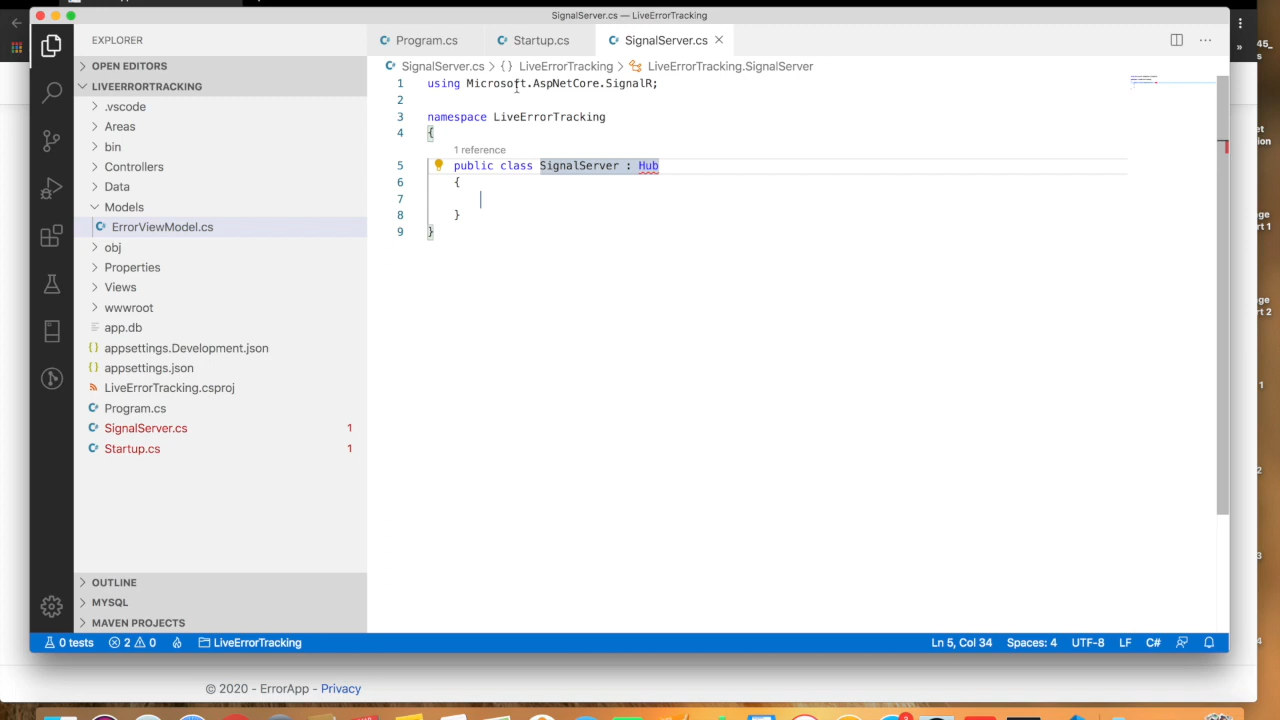 SignalServer.cs — LiveErrorTracking
EXPLORER
Program.cs
Startup.cs
SignalServer.cs
OPEN EDITORS
SignalServer.cs > {} LiveErrorTracking > LiveErrorTracking.SignalServer
LIVEERRORTRACKING
.vscode
Areas
bin
Controllers
Data
Models
ErrorViewModel.cs
obj
Properties
Views
wwwroot
app.db
appsettings.Development.json
appsettings.json
LiveErrorTracking.csproj
Program.cs
SignalServer.cs 1
Startup.cs 1
OUTLINE
MYSQL
MAVEN PROJECTS
1 using Microsoft.AspNetCore.SignalR;
2
3 namespace LiveErrorTracking
4 {
1 reference
5 public class SignalServer : Hub
6 {
7
8 }
9 }
0 tests 2 0 LiveErrorTracking Ln 5, Col 34 Spaces: 4 UTF-8 LF C#
© 2020 - ErrorApp - Privacy